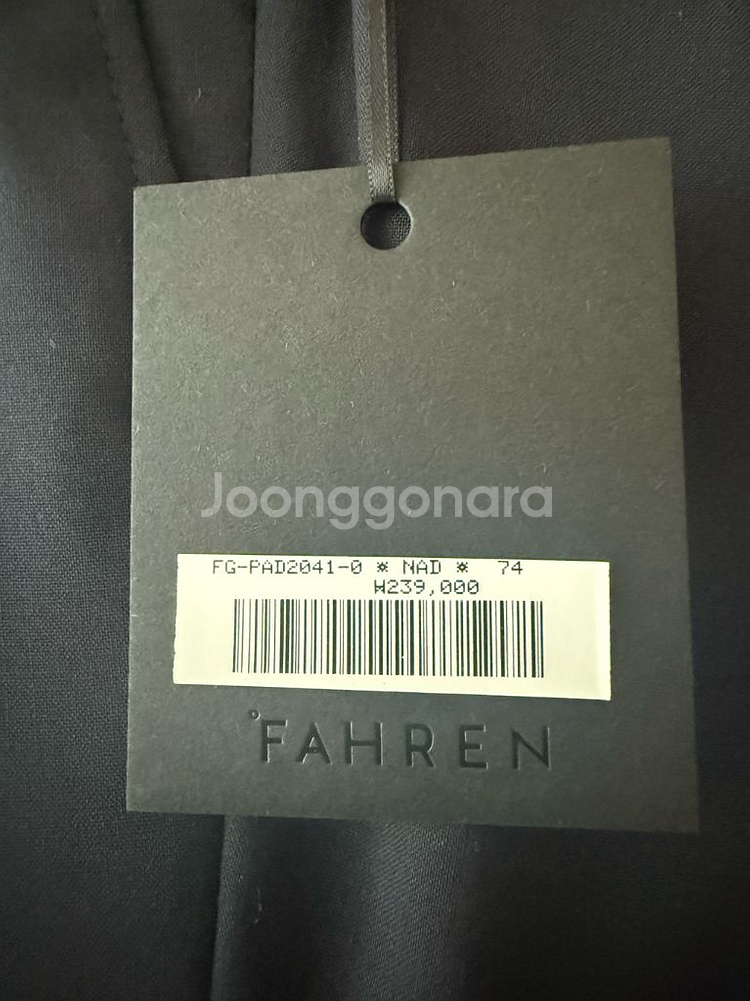 Joonggonara
FG-PAD2041-0 ※ NAD ※ 74
₩239,000
°FAHREN